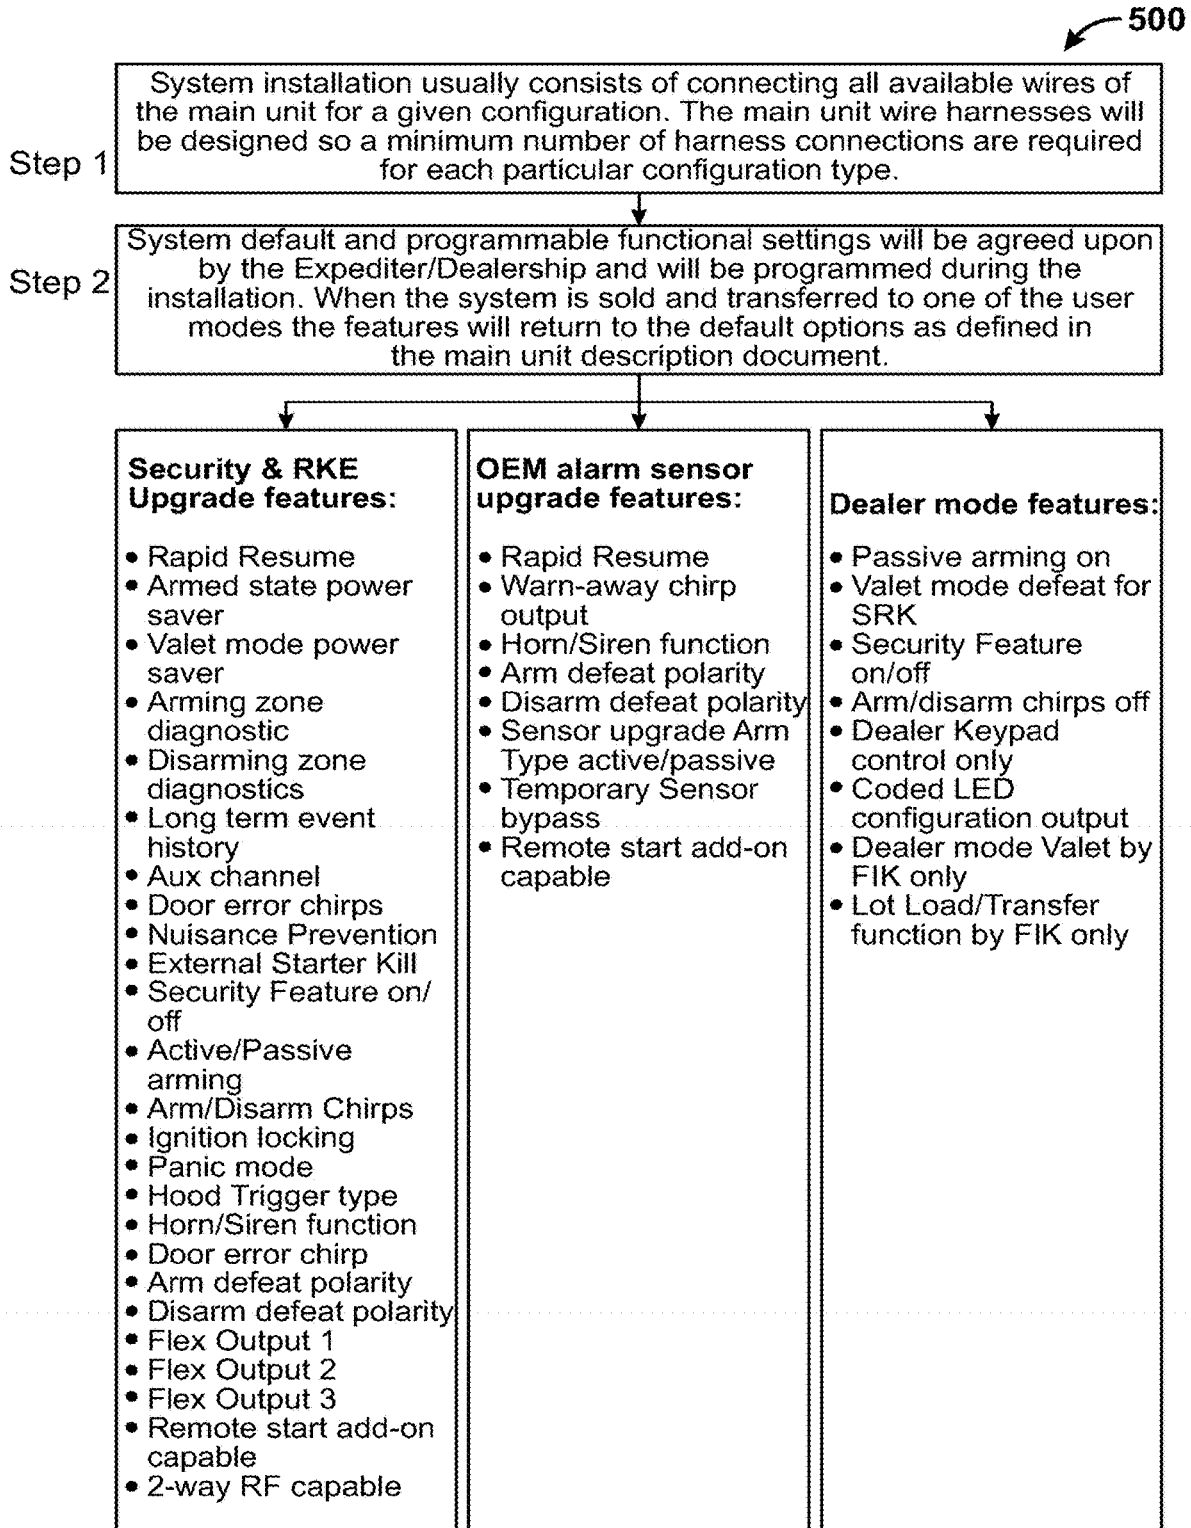 500
Step 1
System installation usually consists of connecting all available wires of
the main unit for a given configuration. The main unit wire harnesses will
be designed so a minimum number of harness connections are required
for each particular configuration type.
Step 2
System default and programmable functional settings will be agreed upon
by the Expediter/Dealership and will be programmed during the
installation. When the system is sold and transferred to one of the user
modes the features will return to the default options as defined in
the main unit description document.
Security & RKE
Upgrade features:
• Rapid Resume
• Armed state power
saver
• Valet mode power
saver
• Arming zone
diagnostic
• Disarming zone
diagnostics
• Long term event
history
• Aux channel
• Door error chirps
• Nuisance Prevention
• External Starter Kill
• Security Feature on/
off
• Active/Passive
arming
• Arm/Disarm Chirps
• Ignition locking
• Panic mode
• Hood Trigger type
• Horn/Siren function
• Door error chirp
• Arm defeat polarity
• Disarm defeat polarity
• Flex Output 1
• Flex Output 2
• Flex Output 3
• Remote start add-on
capable
• 2-way RF capable
OEM alarm sensor
upgrade features:
• Rapid Resume
• Warn-away chirp
output
• Horn/Siren function
• Arm defeat polarity
• Disarm defeat polarity
• Sensor upgrade Arm
Type active/passive
• Temporary Sensor
bypass
• Remote start add-on
capable
Dealer mode features:
• Passive arming on
• Valet mode defeat for
SRK
• Security Feature
on/off
• Arm/disarm chirps off
• Dealer Keypad
control only
• Coded LED
configuration output
• Dealer mode Valet by
FIK only
• Lot Load/Transfer
function by FIK only